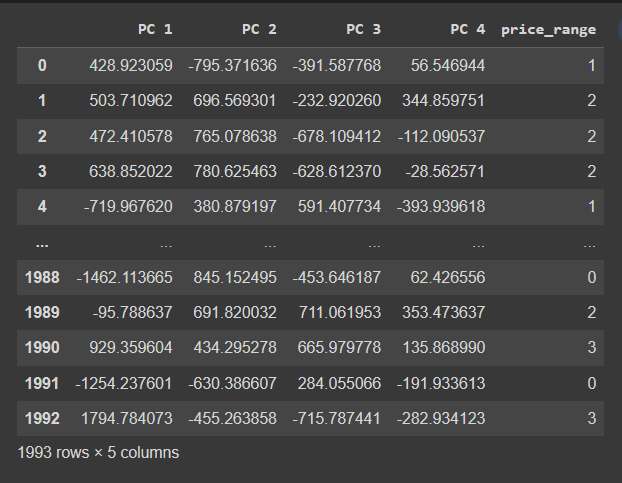 PC 1 PC 2 PC 3 PC 4 price_range
0 428.923059 -795.371636 -391.587768 56.546944 1
1 503.710962 696.569301 -232.920260 344.859751 2
2 472.410578 765.078638 -678.109412 -112.090537 2
3 638.852022 780.625463 -628.612370 -28.562571 2
4 -719.967620 380.879197 591.407734 -393.939618 1
... ... ... ... ... ...
1988 -1462.113665 845.152495 -453.646187 62.426556 0
1989 -95.788637 691.820032 711.061953 353.473637 2
1990 929.359604 434.295278 665.979778 135.868990 3
1991 -1254.237601 -630.386607 284.055066 -191.933613 0
1992 1794.784073 -455.263858 -715.787441 -282.934123 3
1993 rows × 5 columns